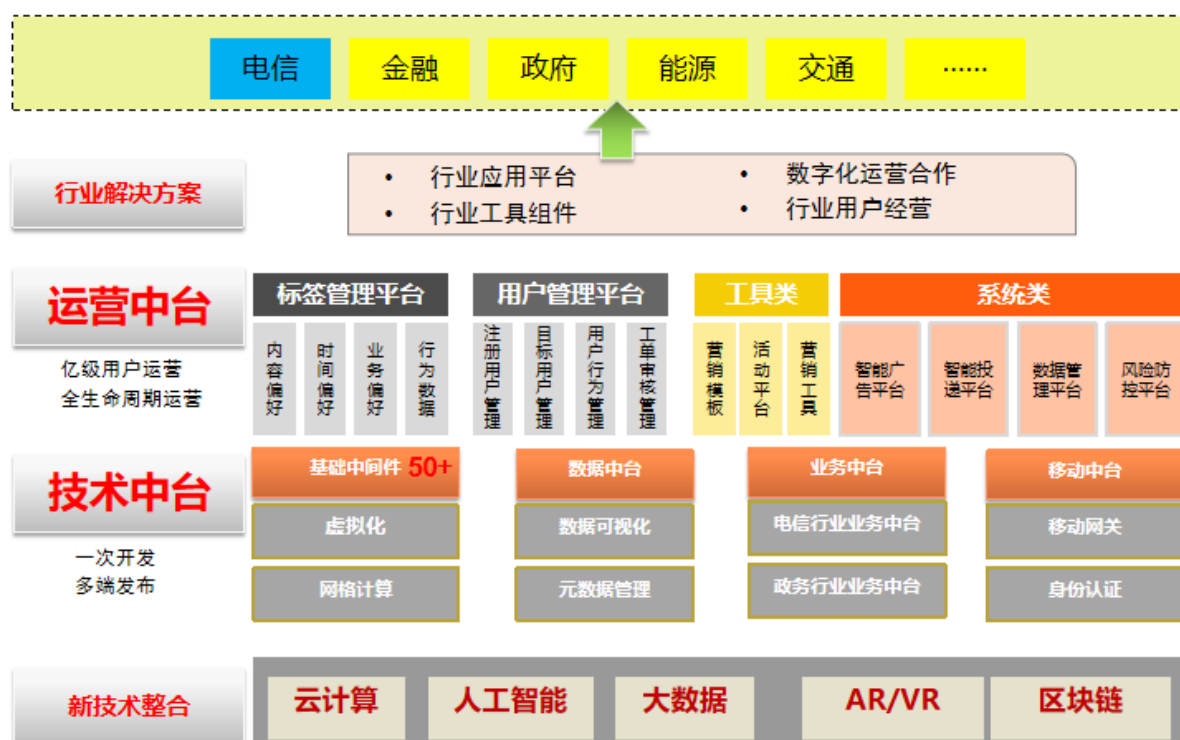 电信
金融
政府
能源
交通
……
行业解决方案
• 行业应用平台
• 行业工具组件
• 数字化运营合作
• 行业用户经营
运营中台
亿级用户运营
全生命周期运营
标签管理平台
内容偏好
时间偏好
业务偏好
行为数据
用户管理平台
注册用户管理
目标用户管理
用户行为管理
工单审核管理
工具类
营销模板
活动平台
营销工具
系统类
智能广
告平台
智能投
递平台
数据管
理平台
风险防
控平台
技术中台
一次开发
多端发布
基础中间件 50+
虚拟化
网格计算
数据中台
数据可视化
元数据管理
业务中台
电信行业业务中台
政务行业业务中台
移动中台
移动网关
身份认证
新技术整合
云计算
人工智能
大数据
AR/VR
区块链